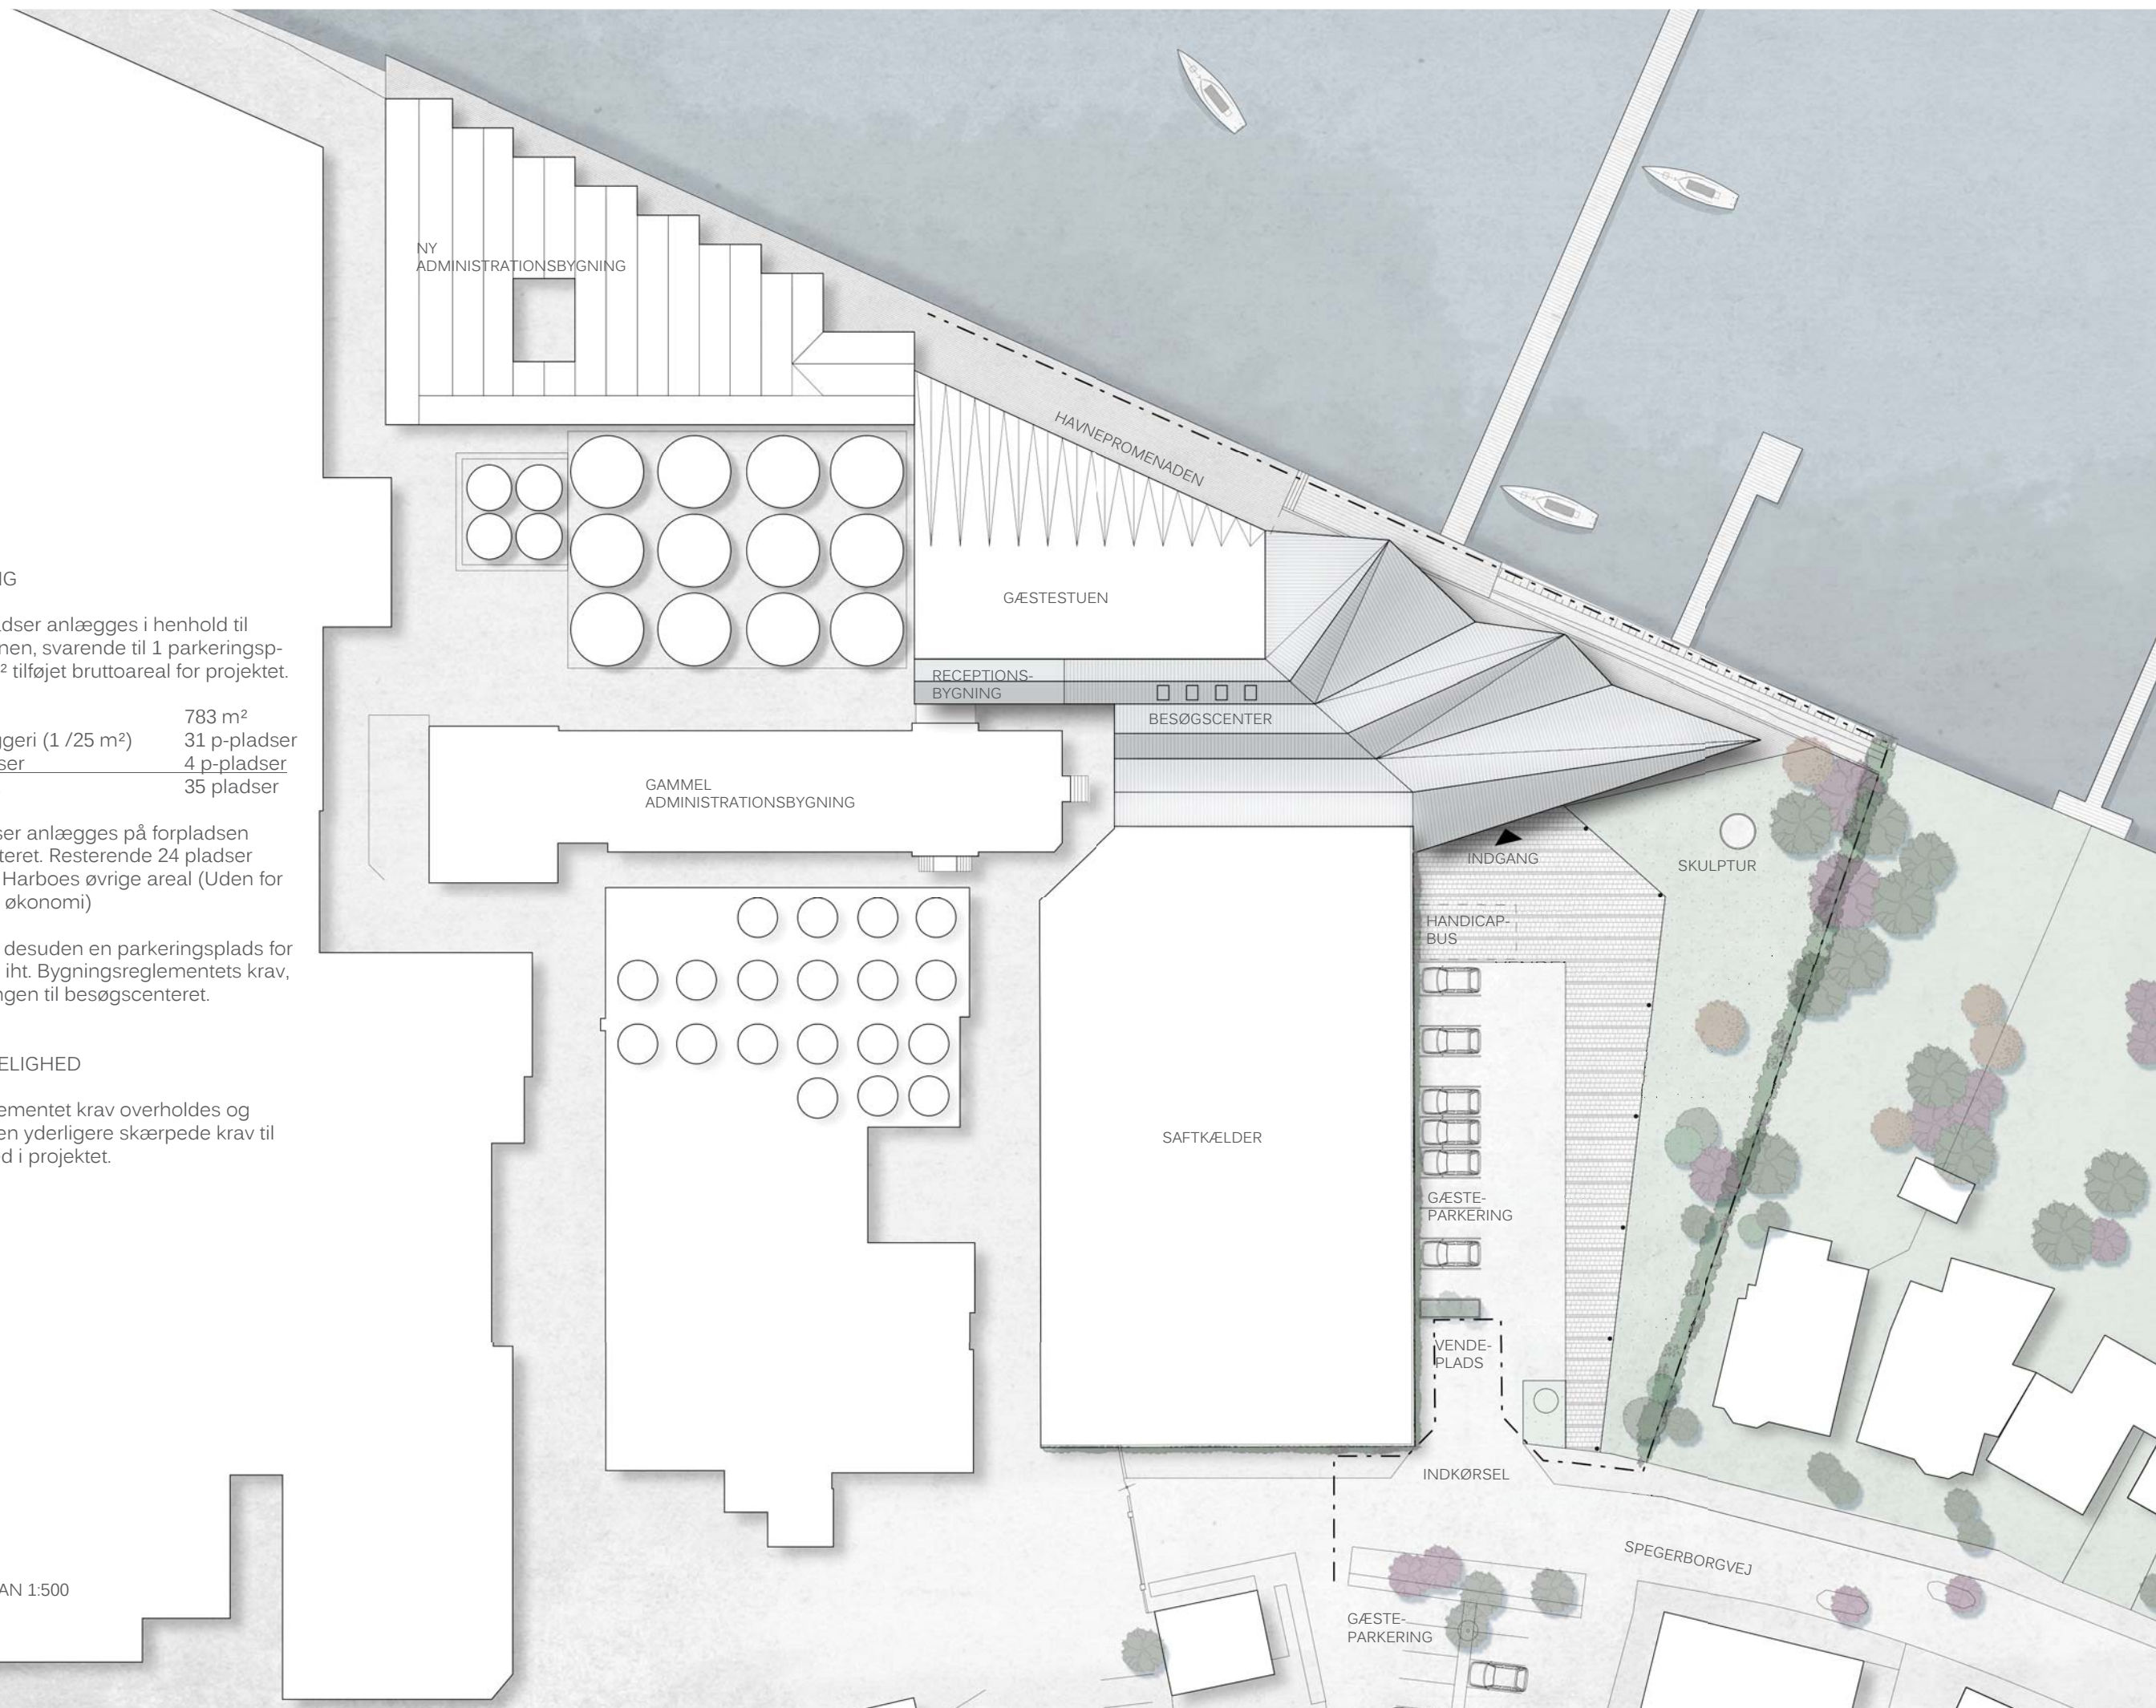 NG
dser anlægges i henhold til
nen, svarende til 1 parkeringsp-
² tilføjet bruttoareal for projektet.
783 m²
ggeri (1 /25 m²) 31 p-pladser
ser 4 p-pladser
35 pladser
ser anlægges på forpladsen
teret. Resterende 24 pladser
Harboes øvrige areal (Uden for
økonomi)
desuden en parkeringsplads for
iht. Bygningsreglementets krav,
ngen til besøgscenteret.
ELIGHED
ementet krav overholdes og
en yderligere skærpede krav til
d i projektet.
AN 1:500
NY
ADMINISTRATIONSBYGNING
HAVNEPROMENADEN
GÆSTESTUEN
RECEPTIONS-
BYGNING
BESØGSCENTER
GAMMEL
ADMINISTRATIONSBYGNING
INDGANG
SKULPTUR
HANDICAP-
BUS
SAFTKÆLDER
GÆSTE-
PARKERING
VENDE-
PLADS
INDKØRSEL
SPEGERBORGVEJ
GÆSTE-
PARKERING